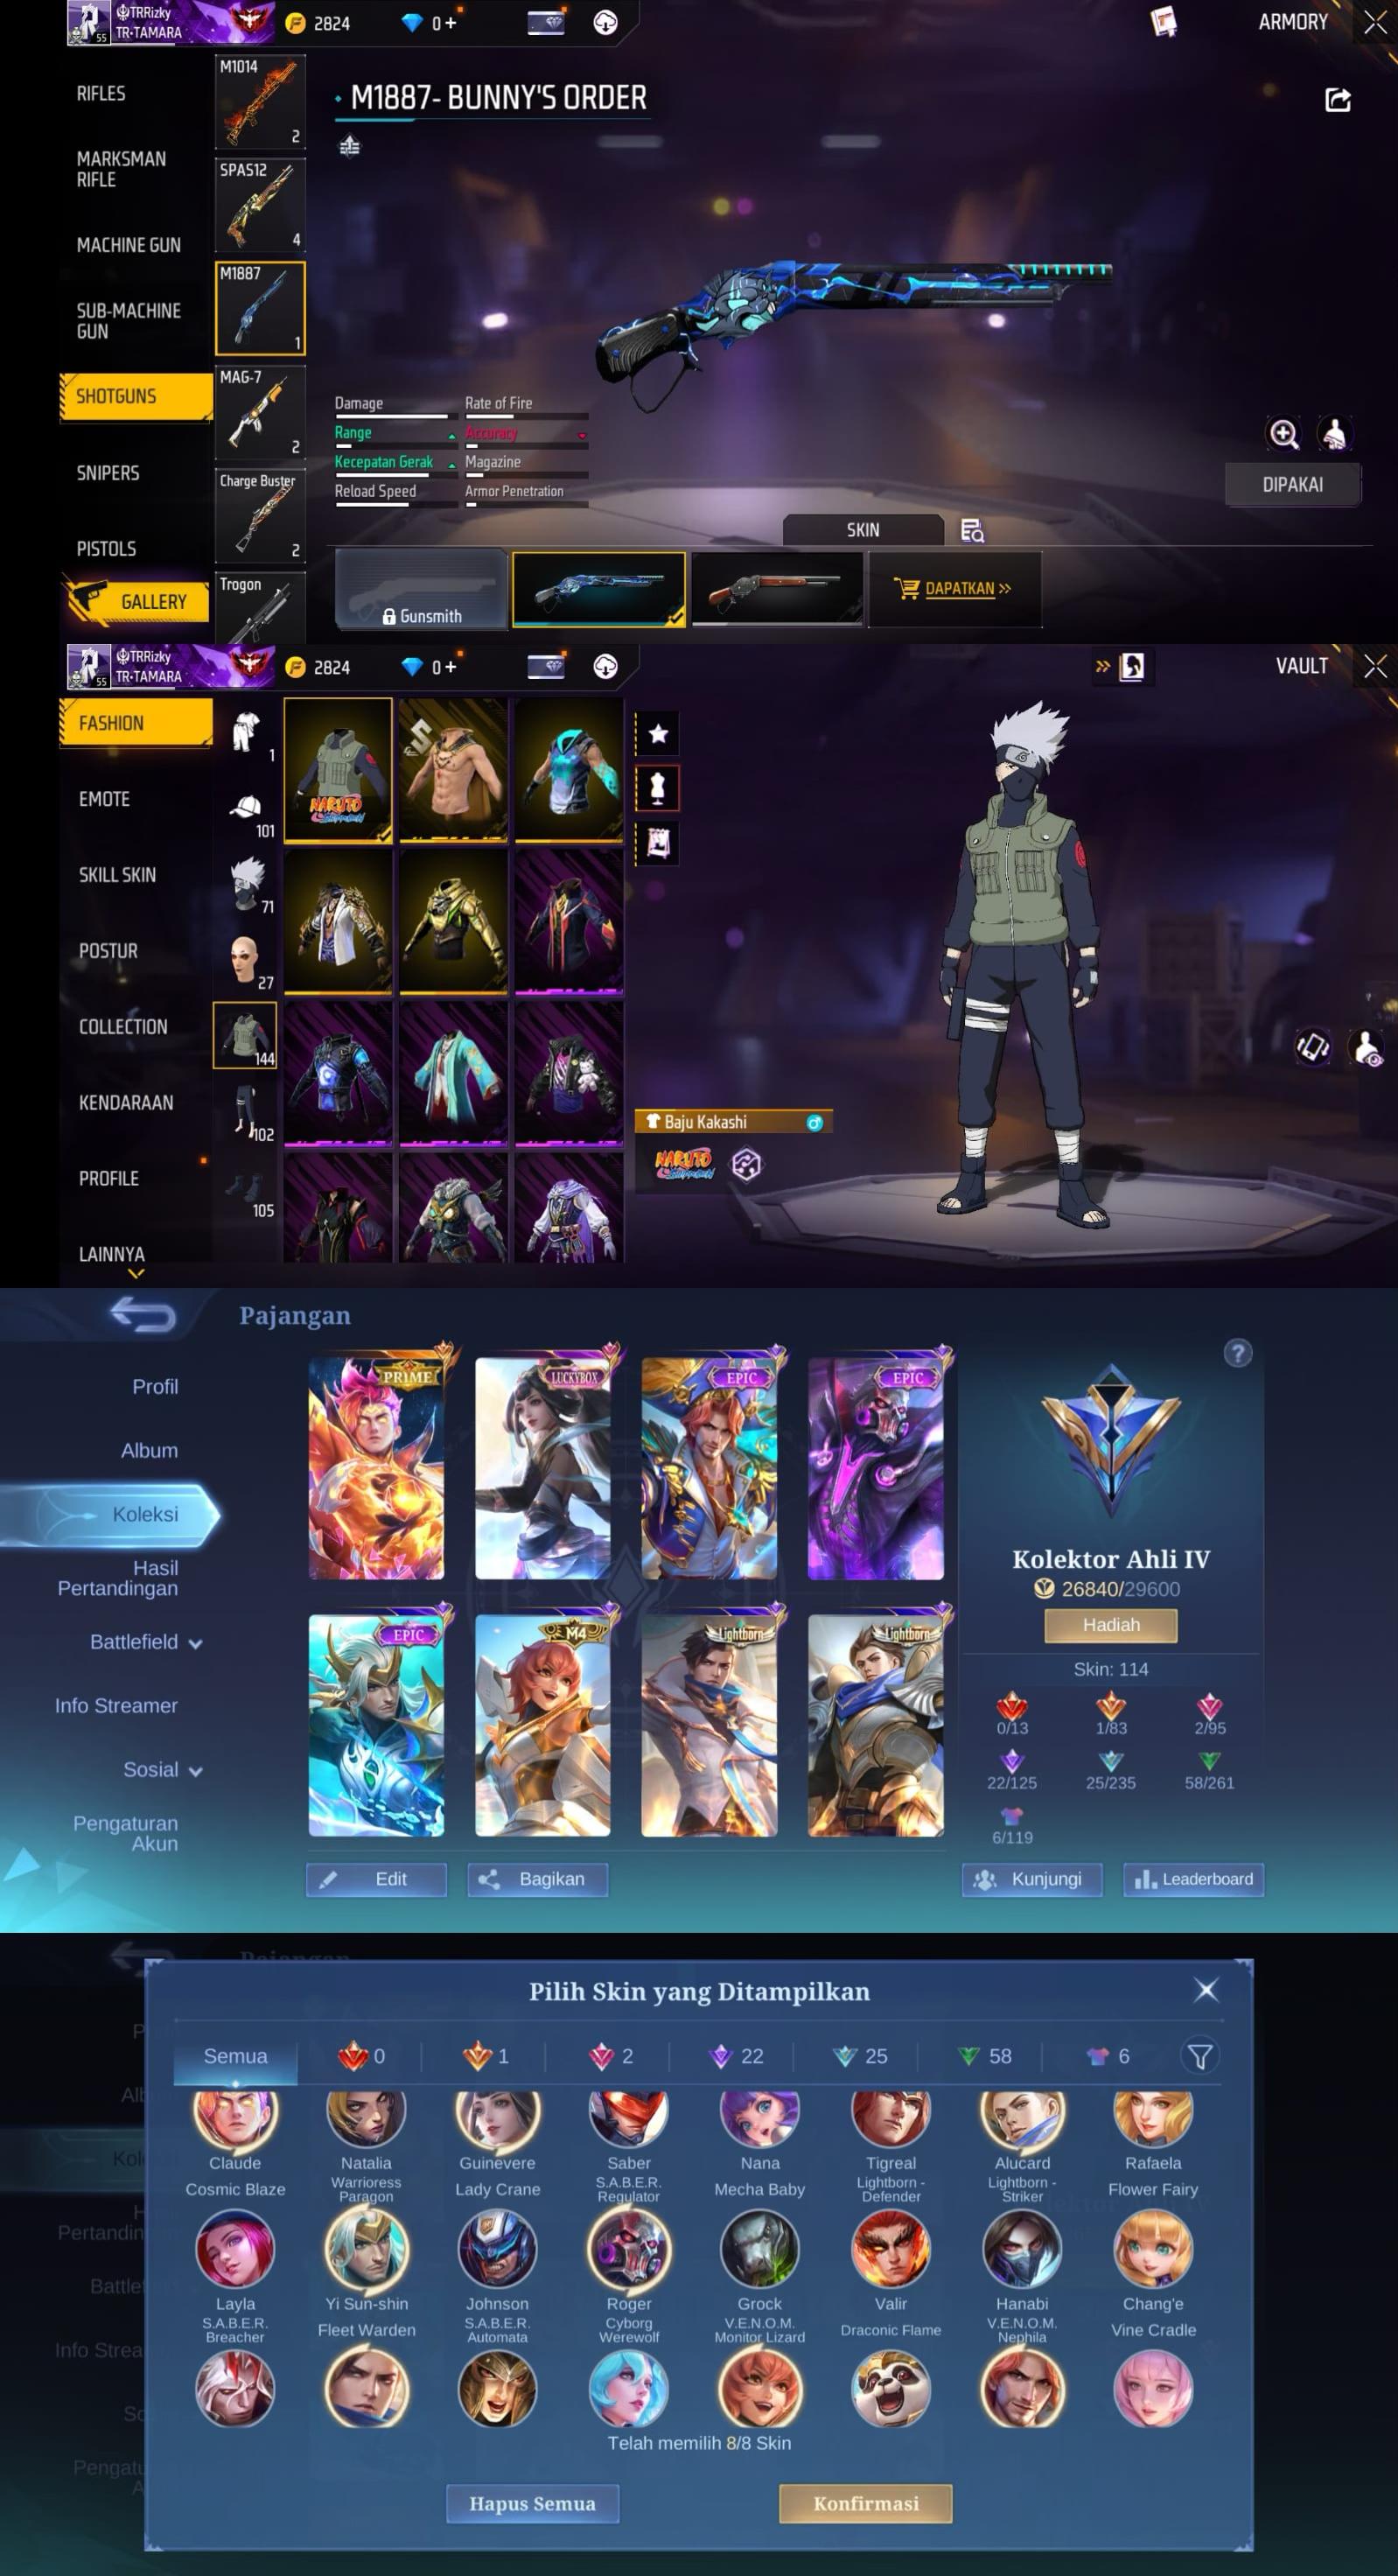 TRRizky
55
TR·TAMARA
2824
0 +
ARMORY
RIFLES
MARKSMAN
RIFLE
MACHINE GUN
SUB-MACHINE
GUN
SHOTGUNS
SNIPERS
PISTOLS
GALLERY
M1014
2
SPAS12
4
M1887
1
MAG-7
2
Charge Buster
2
Trogon
M1887- BUNNY'S ORDER
Damage
Rate of Fire
Range
Accuracy
Kecepatan Gerak
Magazine
Reload Speed
Armor Penetration
DIPAKAI
SKIN
Gunsmith
DAPATKAN >>
TRRizky
55
TR·TAMARA
2824
0 +
VAULT
FASHION
EMOTE
SKILL SKIN
POSTUR
COLLECTION
KENDARAAN
PROFILE
LAINNYA
1
101
71
27
144
102
105
NARUTO
SHIPPUDEN
Baju Kakashi
NARUTO
SHIPPUDEN
Pajangan
Profil
Album
Koleksi
Hasil
Pertandingan
Battlefield
Info Streamer
Sosial
Pengaturan
Akun
PRIME
LUCKYBOX
EPIC
EPIC
EPIC
M4
Lightborn
Lightborn
?
Kolektor Ahli IV
26840/29600
Hadiah
Skin: 114
0/13
1/83
2/95
22/125
25/235
58/261
6/119
Edit
Bagikan
Kunjungi
Leaderboard
Pajangan
Pilih Skin yang Ditampilkan
Semua
0
1
2
22
25
58
6
Claude
Natalia
Guinevere
Saber
Nana
Tigreal
Alucard
Rafaela
Cosmic Blaze
Warrioress
Paragon
Lady Crane
S.A.B.E.R.
Regulator
Mecha Baby
Lightborn -
Defender
Lightborn -
Striker
Flower Fairy
Layla
Yi Sun-shin
Johnson
Roger
Grock
Valir
Hanabi
Chang'e
S.A.B.E.R.
Breacher
Fleet Warden
S.A.B.E.R.
Automata
Cyborg
Werewolf
V.E.N.O.M.
Monitor Lizard
Draconic Flame
V.E.N.O.M.
Nephila
Vine Cradle
Telah memilih 8/8 Skin
Hapus Semua
Konfirmasi